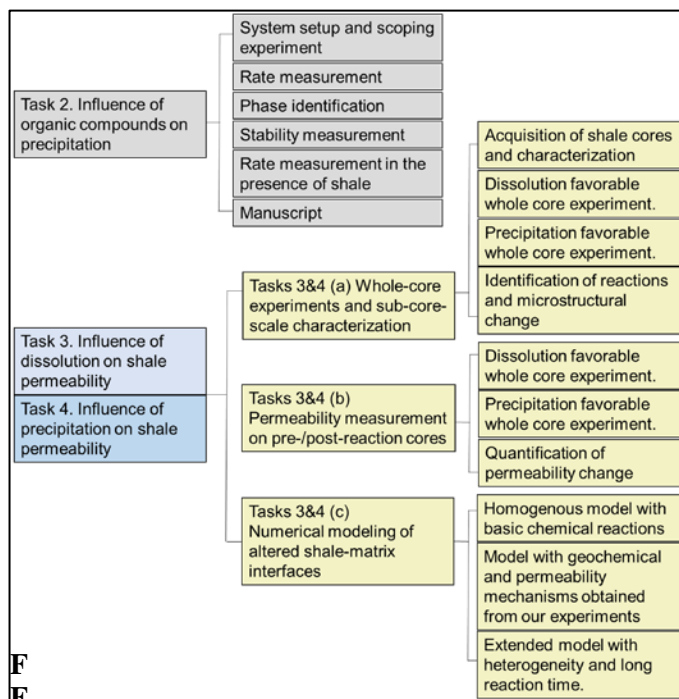 System setup and scoping
experiment
Rate measurement
Task 2. Influence of
organic compounds on
precipitation
Phase identification
Stability measurement
Rate measurement in the
presence of shale
Manuscript
Acquisition of shale cores
and characterization
Dissolution favorable
whole core experiment.
Precipitation favorable
whole core experiment.
Identification of reactions
and microstructural
change
Tasks 3&4 (a) Whole-core
experiments and sub-core-
scale characterization
Task 3. Influence of
dissolution on shale
permeability
Task 4. Influence of
precipitation on shale
permeability
Tasks 3&4 (b)
Permeability measurement
on pre-/post-reaction cores
Dissolution favorable
whole core experiment.
Precipitation favorable
whole core experiment.
Quantification of
permeability change
Tasks 3&4 (c)
Numerical modeling of
altered shale-matrix
interfaces
Homogenous model with
basic chemical reactions
Model with geochemical
and permeability
mechanisms obtained
from our experiments
Extended model with
heterogeneity and long
reaction time.
F